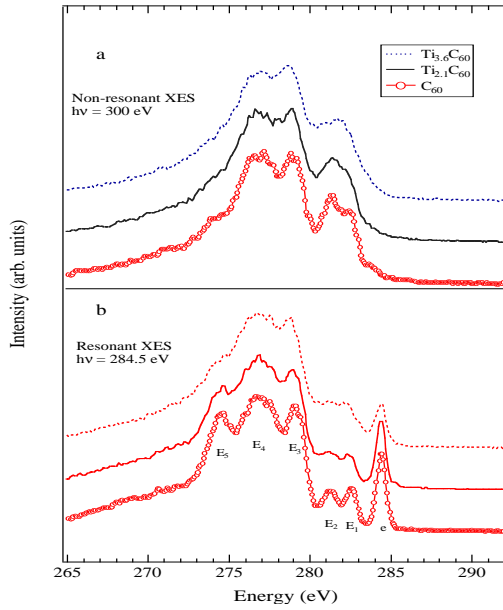 a
Ti3.6C60
Ti2.1C60
C60
Non-resonant XES
hν = 300 eV
Intensity (arb. units)
b
Resonant XES
hν = 284.5 eV
E5
E4
E3
E2
E1
e
265
270
275
280
285
290
Energy (eV)